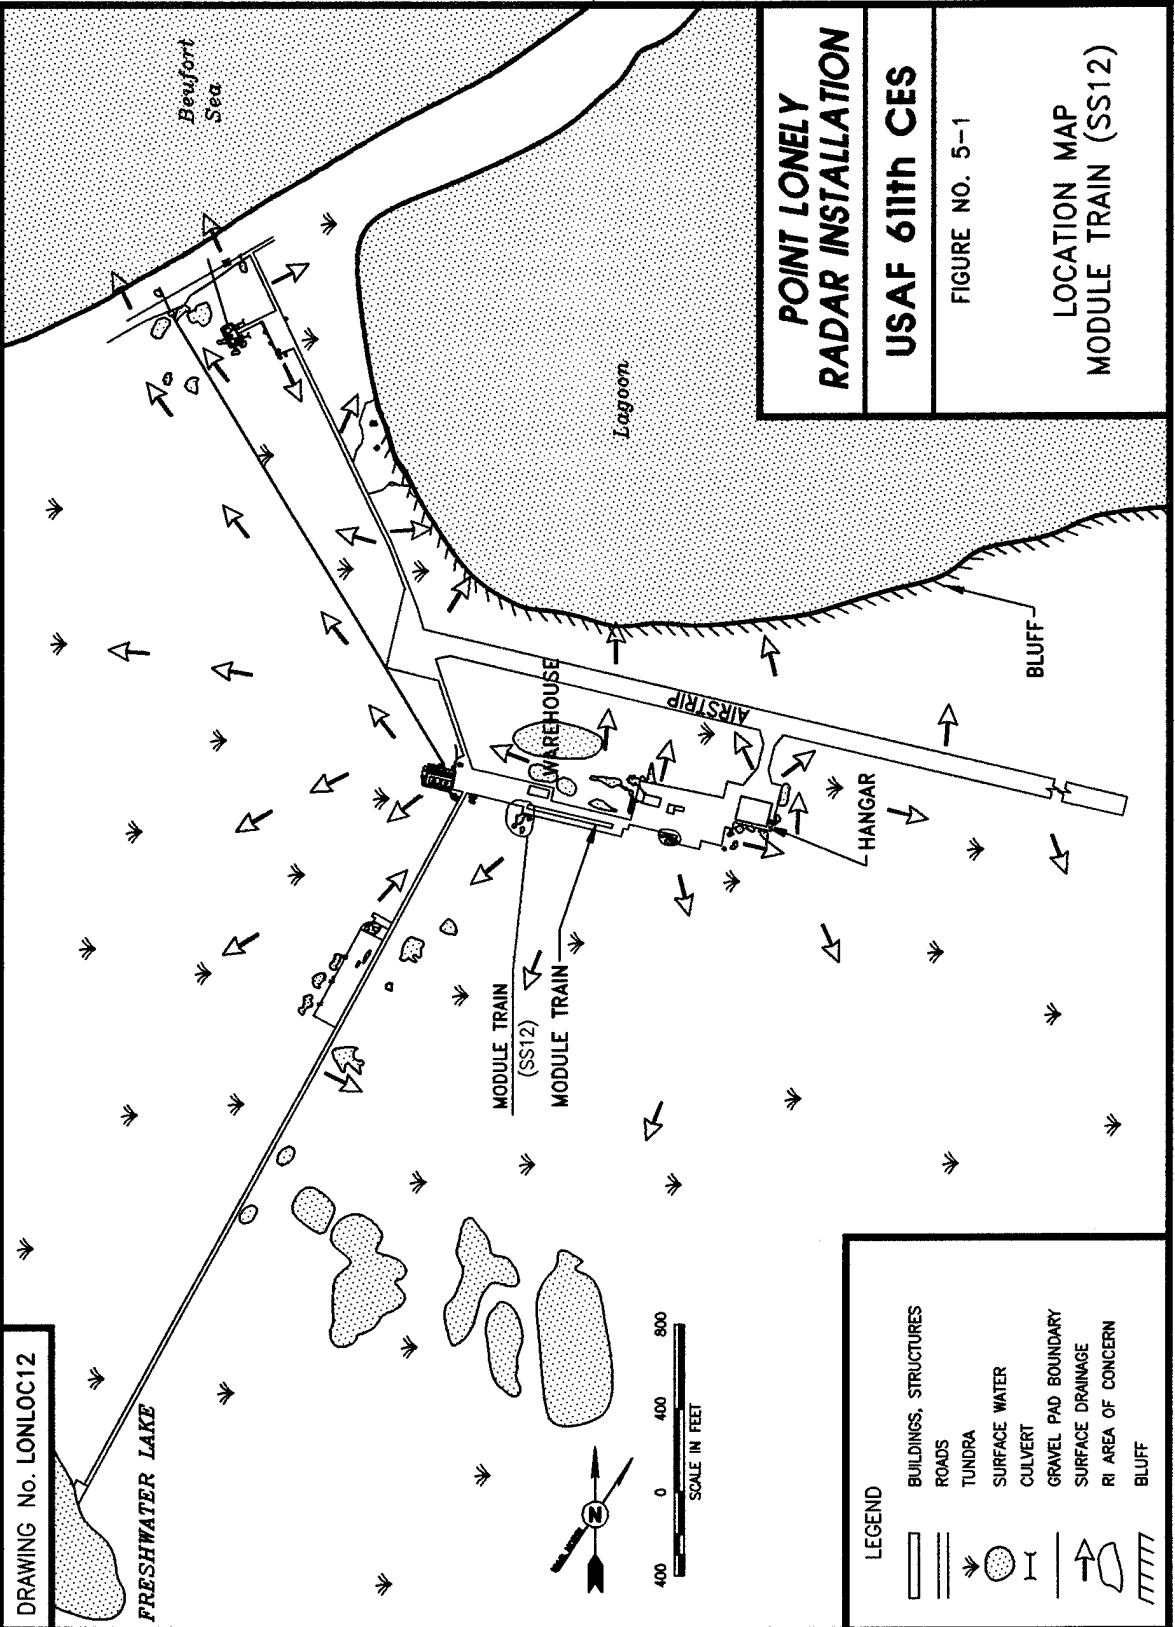 DRAWING No. LONLOC12
FRESHWATER LAKE
Beufort
Sea
Lagoon
WAREHOUSE
AIRSTRIP
MODULE TRAIN
(SS12)
MODULE TRAIN
HANGAR
BLUFF
N
400 0 400 800
SCALE IN FEET
LEGEND
BUILDINGS, STRUCTURES
ROADS
TUNDRA
SURFACE WATER
CULVERT
GRAVEL PAD BOUNDARY
SURFACE DRAINAGE
RI AREA OF CONCERN
BLUFF
POINT LONELY
RADAR INSTALLATION
USAF 611th CES
FIGURE NO. 5-1
LOCATION MAP
MODULE TRAIN (SS12)